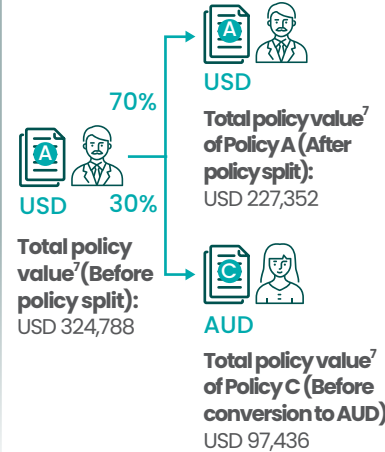 A
USD
Total policy value⁷
of Policy A (After
policy split):
USD 227,352
70%
A
USD
30%
Total policy
value⁷ (Before
policy split):
USD 324,788
C
AUD
Total policy value⁷
of Policy C (Before
conversion to AUD)
USD 97,436